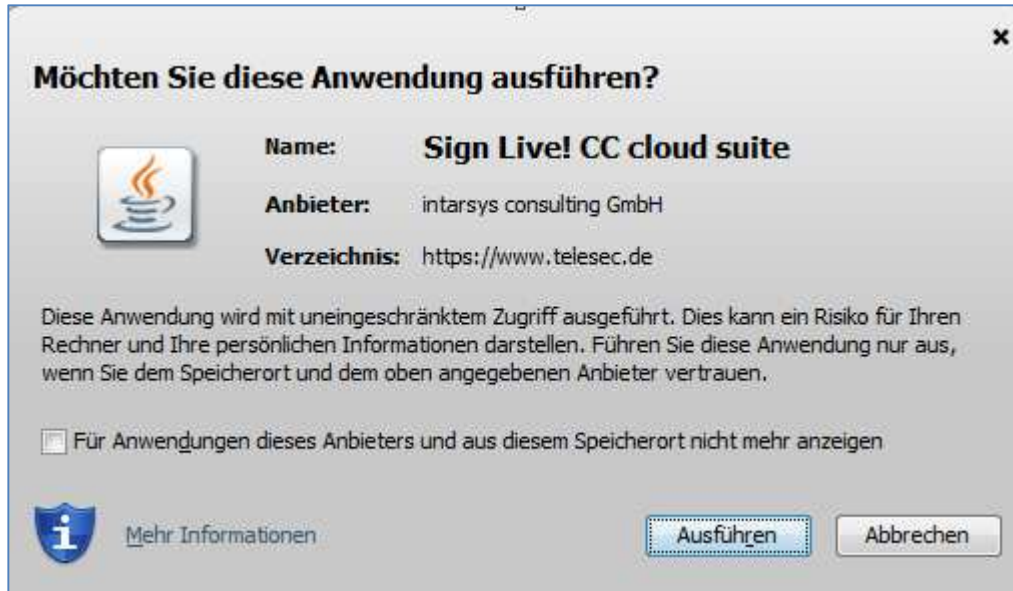 Möchten Sie diese Anwendung ausführen?
Name: Sign Live! CC cloud suite
Anbieter: intarsys consulting GmbH
Verzeichnis: https://www.telesec.de
Diese Anwendung wird mit uneingeschränktem Zugriff ausgeführt. Dies kann ein Risiko für Ihren
Rechner und Ihre persönlichen Informationen darstellen. Führen Sie diese Anwendung nur aus,
wenn Sie dem Speicherort und dem oben angegebenen Anbieter vertrauen.
Für Anwendungen dieses Anbieters und aus diesem Speicherort nicht mehr anzeigen
Mehr Informationen
Ausführen
Abbrechen